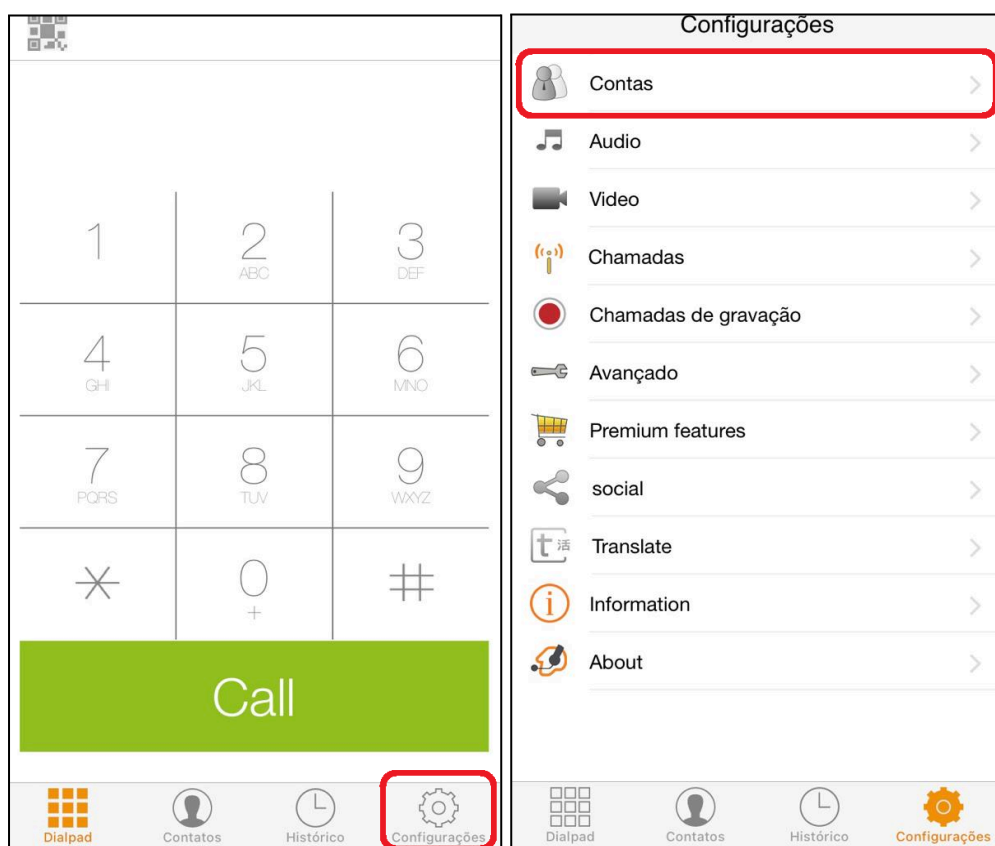 1
2
3
ABC
DEF
4
5
6
GHI
JKL
MNO
7
8
9
PQRS
TUV
WXYZ
*
0
#
+
Call
Dialpad
Contatos
Histórico
Configurações
Configurações
Contas
Audio
Video
Chamadas
Chamadas de gravação
Avançado
Premium features
social
t 活
Translate
i
Information
About
Dialpad
Contatos
Histórico
Configurações